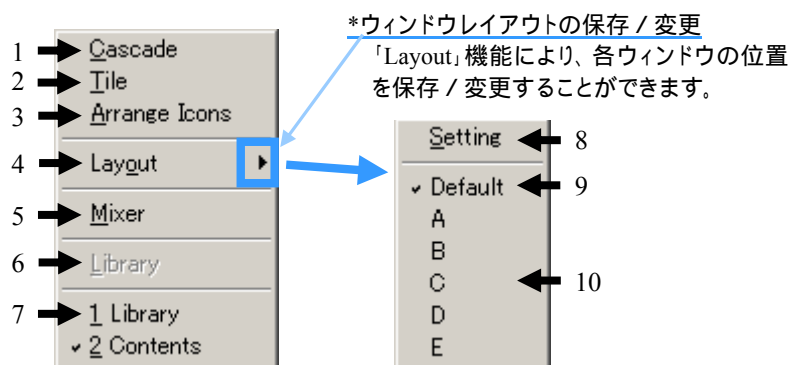 *ウィンドウレイアウトの保存 / 変更
「Layout」機能により、各ウィンドウの位置
を保存 / 変更することができます。
1 Cascade
2 Tile
3 Arrange Icons
4 Layout
5 Mixer
6 Library
7 1 Library
2 Contents
Setting 8
Default 9
A
B
C 10
D
E